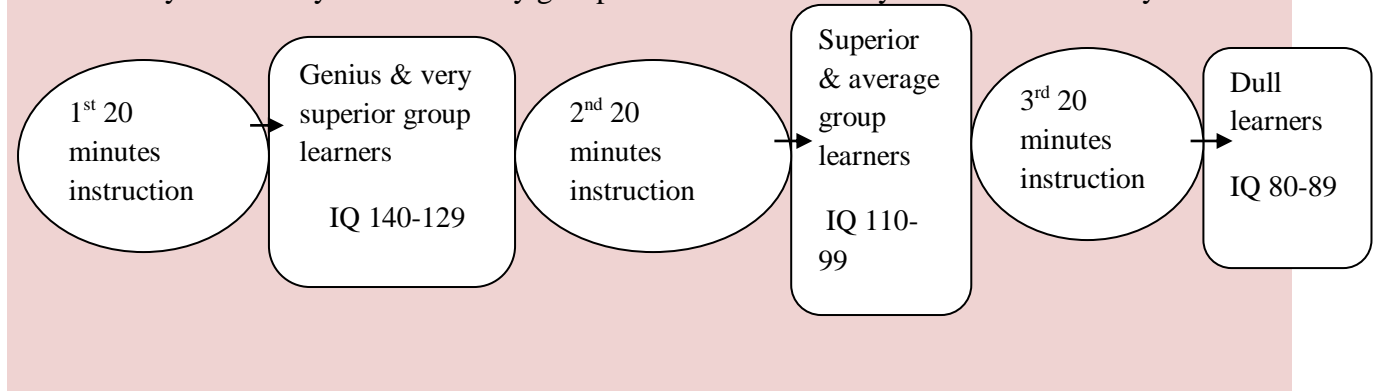 1st 20
minutes
instruction
Genius & very
superior group
learners
IQ 140-129
2nd 20
minutes
instruction
Superior
& average
group
learners
IQ 110-
99
3rd 20
minutes
instruction
Dull
learners
IQ 80-89